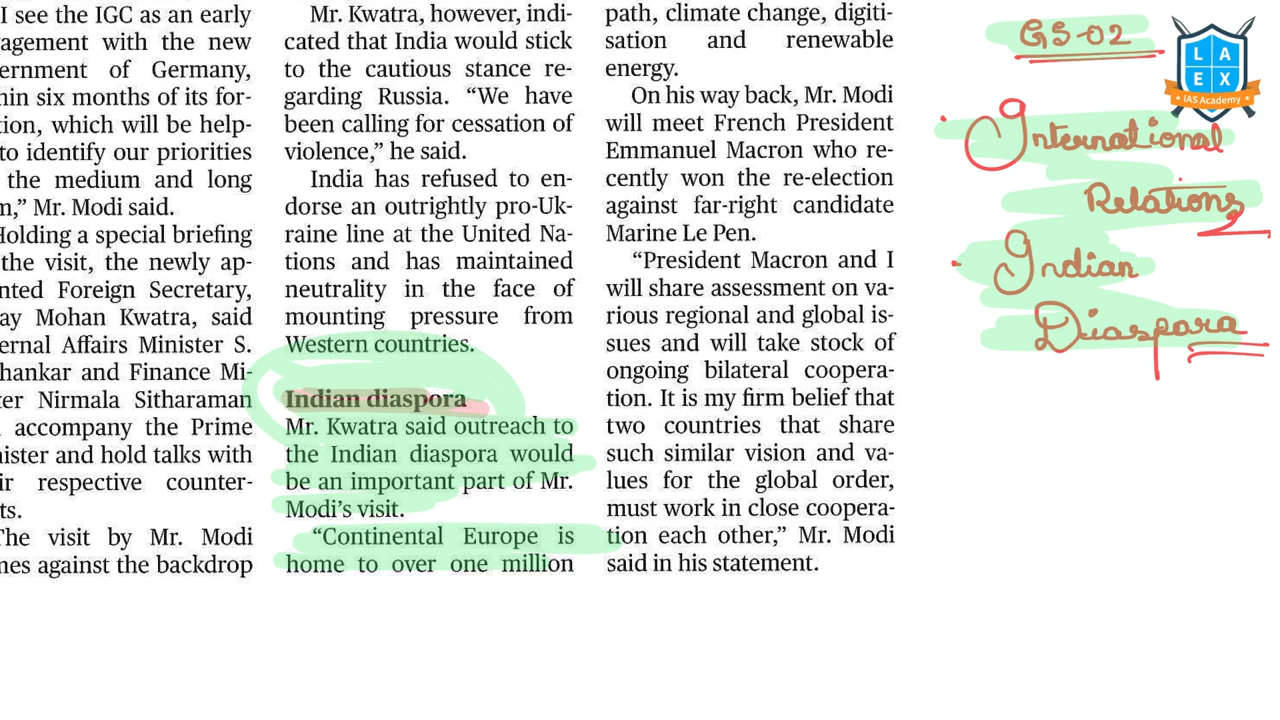 I see the IGC as an early
agement with the new
ernment of Germany,
six months of its for-
tion, which will be help-
to identify our priorities
the medium and long
Mr. Modi said.
Holding a special briefing
the visit, the newly ap-
nted Foreign Secretary,
ay Mohan Kwatra, said
ernal Affairs Minister S.
hankar and Finance Mi-
ter Nirmala Sitharaman
accompany the Prime
ister and hold talks with
ir respective counter-
ts.
The visit by Mr. Modi
mes against the backdrop
Mr. Kwatra, however, indi-
cated that India would stick
to the cautious stance re-
garding Russia. “We have
been calling for cessation of
violence,” he said.
India has refused to en-
dorse an outrightly pro-Uk-
raine line at the United Na-
tions and has maintained
neutrality in the face of
mounting pressure from
Western countries.
Indian diaspora
Mr. Kwatra said outreach to
the Indian diaspora would
be an important part of Mr.
Modi’s visit.
“Continental Europe is
home to over one million
path, climate change, digiti-
sation and renewable
energy.
On his way back, Mr. Modi
will meet French President
Emmanuel Macron who re-
cently won the re-election
against far-right candidate
Marine Le Pen.
“President Macron and I
will share assessment on va-
rious regional and global is-
sues and will take stock of
ongoing bilateral coopera-
tion. It is my firm belief that
two countries that share
such similar vision and va-
lues for the global order,
must work in close coopera-
tion each other,” Mr. Modi
said in his statement.
GS-02
International
Relations
Indian
Diaspora
L A
E X
IAS Academy